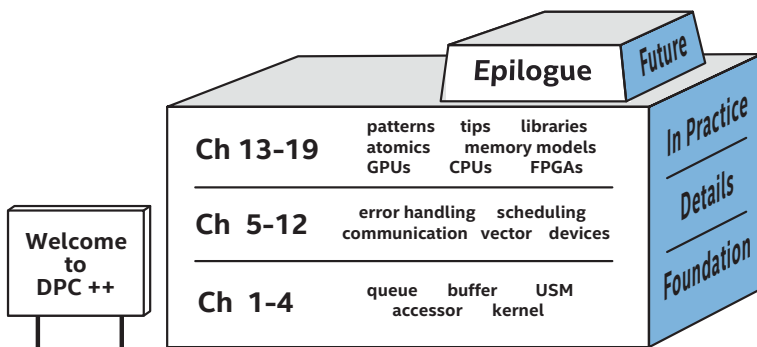 Epilogue
Future
Ch 13-19
patterns tips libraries
atomics memory models
GPUs CPUs FPGAs
In Practice
Ch 5-12
error handling scheduling
communication vector devices
Details
Ch 1-4
queue buffer USM
accessor kernel
Foundation
Welcome
to
DPC ++